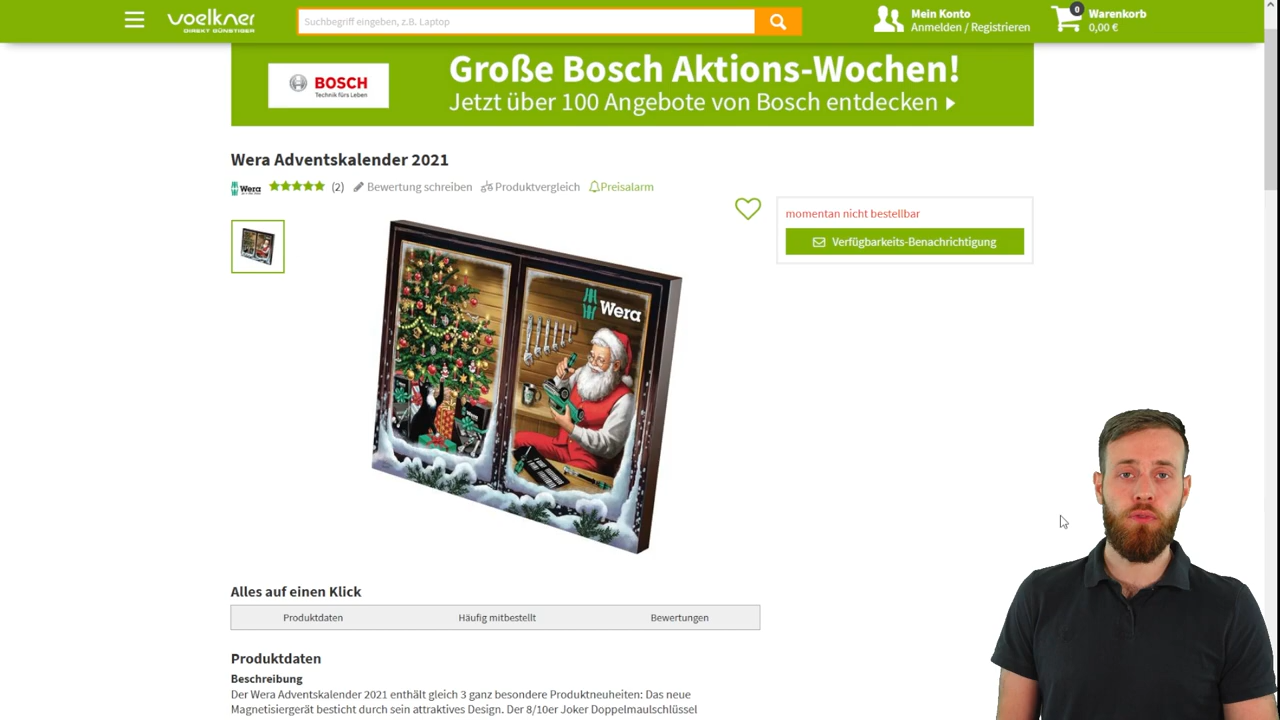 voelkner
DIREKT GÜNSTIGER
Suchbegriff eingeben, z.B. Laptop
Mein Konto
Anmelden / Registrieren
0
Warenkorb
0,00 €
BOSCH
Technik fürs Leben
Große Bosch Aktions-Wochen!
Jetzt über 100 Angebote von Bosch entdecken
Wera Adventskalender 2021
Wera (2) Bewertung schreiben Produktvergleich Preisalarm
momentan nicht bestellbar
Verfügbarkeits-Benachrichtigung
Wera
Alles auf einen Klick
Produktdaten Häufig mitbestellt Bewertungen
Produktdaten
Beschreibung
Der Wera Adventskalender 2021 enthält gleich 3 ganz besondere Produktneuheiten: Das neue
Magnetisiergerät besticht durch sein attraktives Design. Der 8/10er Joker Doppelmaulschlüssel